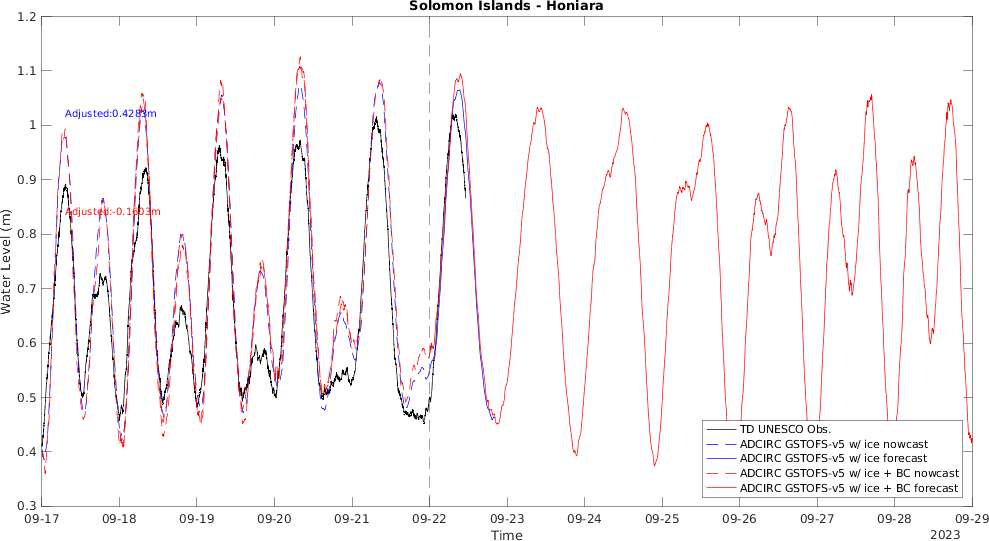 Solomon Islands - Honiara
1.2
1.1
1
0.9
0.8
0.7
0.6
0.5
0.4
0.3
Water Level (m)
Adjusted:0.4283m
Adjusted:-0.1603m
TD UNESCO Obs.
ADCIRC GSTOFS-v5 w/ ice nowcast
ADCIRC GSTOFS-v5 w/ ice forecast
ADCIRC GSTOFS-v5 w/ ice + BC nowcast
ADCIRC GSTOFS-v5 w/ ice + BC forecast
09-17 09-18 09-19 09-20 09-21 09-22 09-23 09-24 09-25 09-26 09-27 09-28 09-29
Time
2023